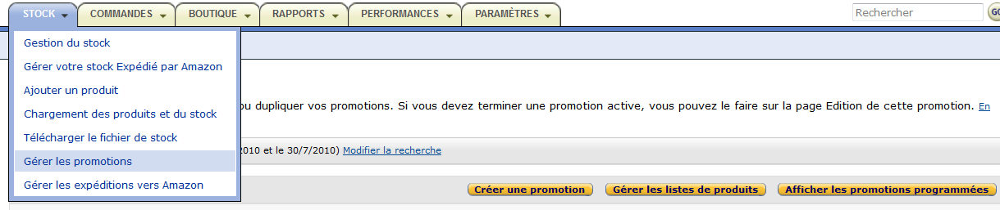 STOCK COMMANDES BOUTIQUE RAPPORTS PERFORMANCES PARAMÈTRES Rechercher
Gestion du stock
Gérer votre stock Expédié par Amazon
Ajouter un produit
ou dupliquer vos promotions. Si vous devez terminer une promotion active, vous pouvez le faire sur la page Edition de cette promotion. En
Chargement des produits et du stock
Télécharger le fichier de stock
2010 et le 30/7/2010) Modifier la recherche
Gérer les promotions
Gérer les expéditions vers Amazon
Créer une promotion Gérer les listes de produits Afficher les promotions programmées